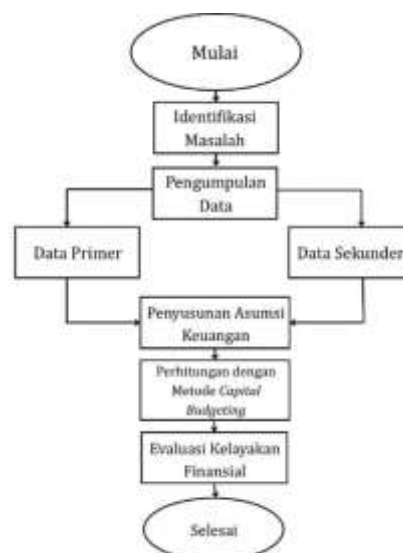 Mulai
Identifikasi
Masalah
Pengumpulan
Data
Data Primer
Data Sekunder
Penyusunan Asumsi
Keuangan
Perhitungan dengan
Metode Capital
Budgeting
Evaluasi Kelayakan
Finansial
Selesai